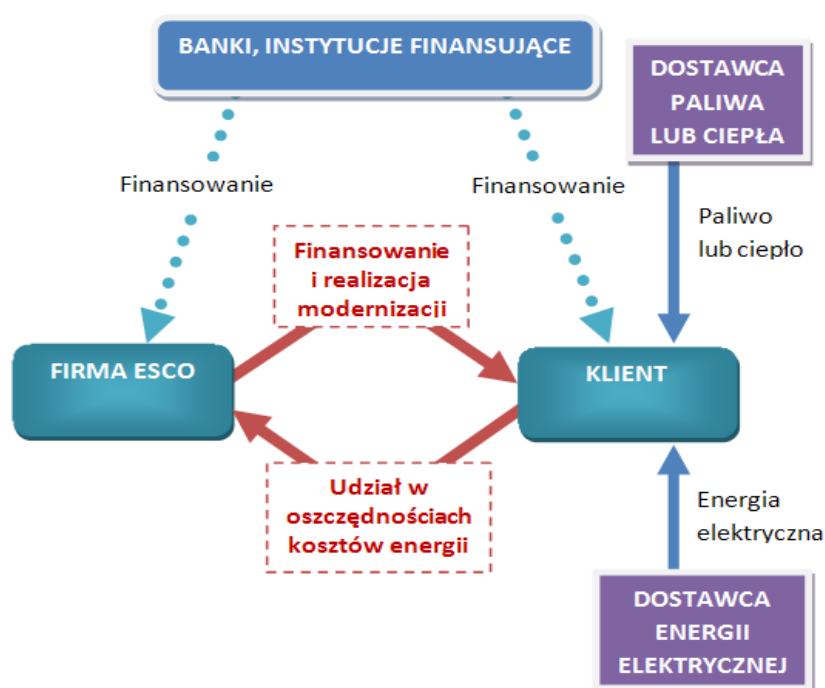 BANKI, INSTYTUCJE FINANSUJĄCE
DOSTAWCA
PALIWA
LUB CIEPŁA
Finansowanie
Finansowanie
Paliwo
lub ciepło
Finansowanie
i realizacja
modernizacji
FIRMA ESCO
KLIENT
Udział w
oszczędnościach
kosztów energii
Energia
elektryczna
DOSTAWCA
ENERGII
ELEKTRYCZNEJ